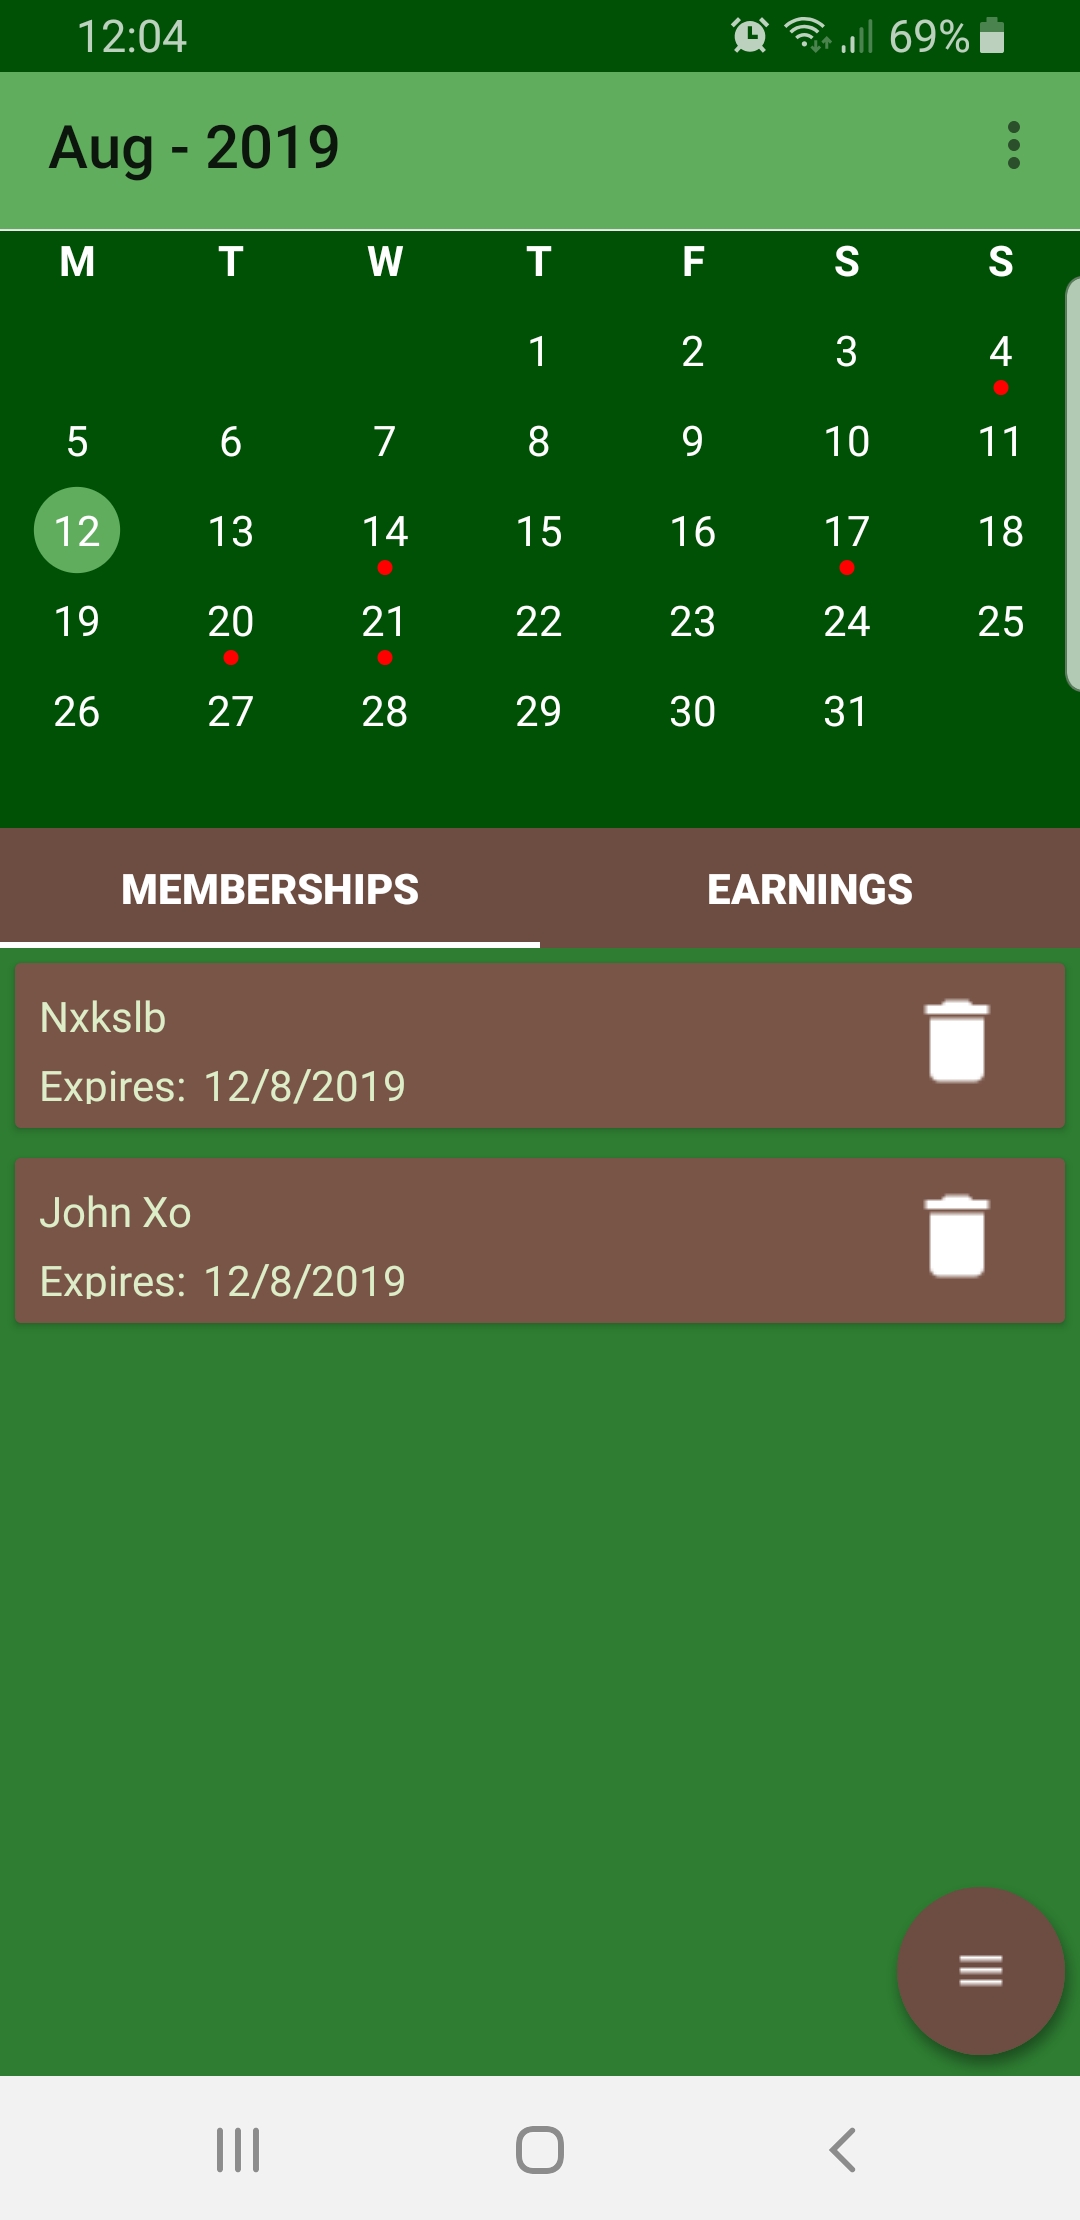 12:04 69%
Aug - 2019
M T W T F S S
1 2 3 4
5 6 7 8 9 10 11
12 13 14 15 16 17 18
19 20 21 22 23 24 25
26 27 28 29 30 31
MEMBERSHIPS EARNINGS
Nxkslb
Expires: 12/8/2019
John Xo
Expires: 12/8/2019